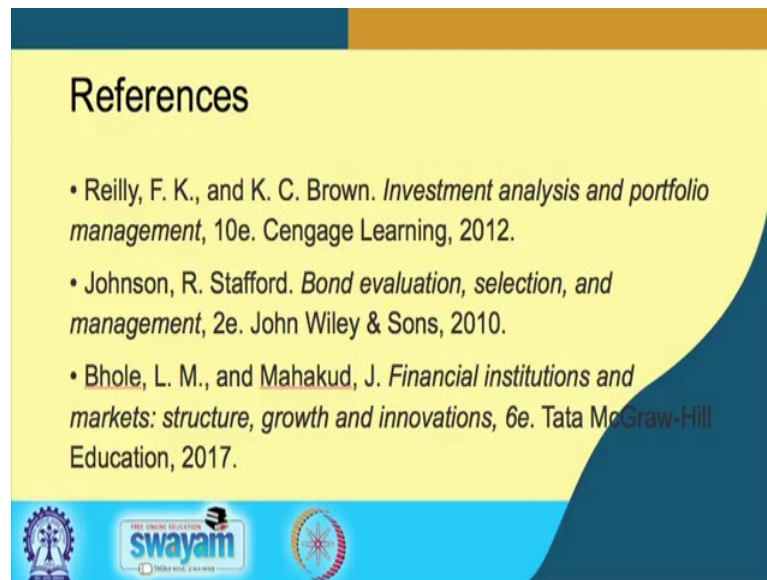 References
• Reilly, F. K., and K. C. Brown. Investment analysis and portfolio
management, 10e. Cengage Learning, 2012.
• Johnson, R. Stafford. Bond evaluation, selection, and
management, 2e. John Wiley & Sons, 2010.
• Bhole, L. M., and Mahakud, J. Financial institutions and
markets: structure, growth and innovations, 6e. Tata McGraw-Hill
Education, 2017.
FREE ONLINE EDUCATION
swayam